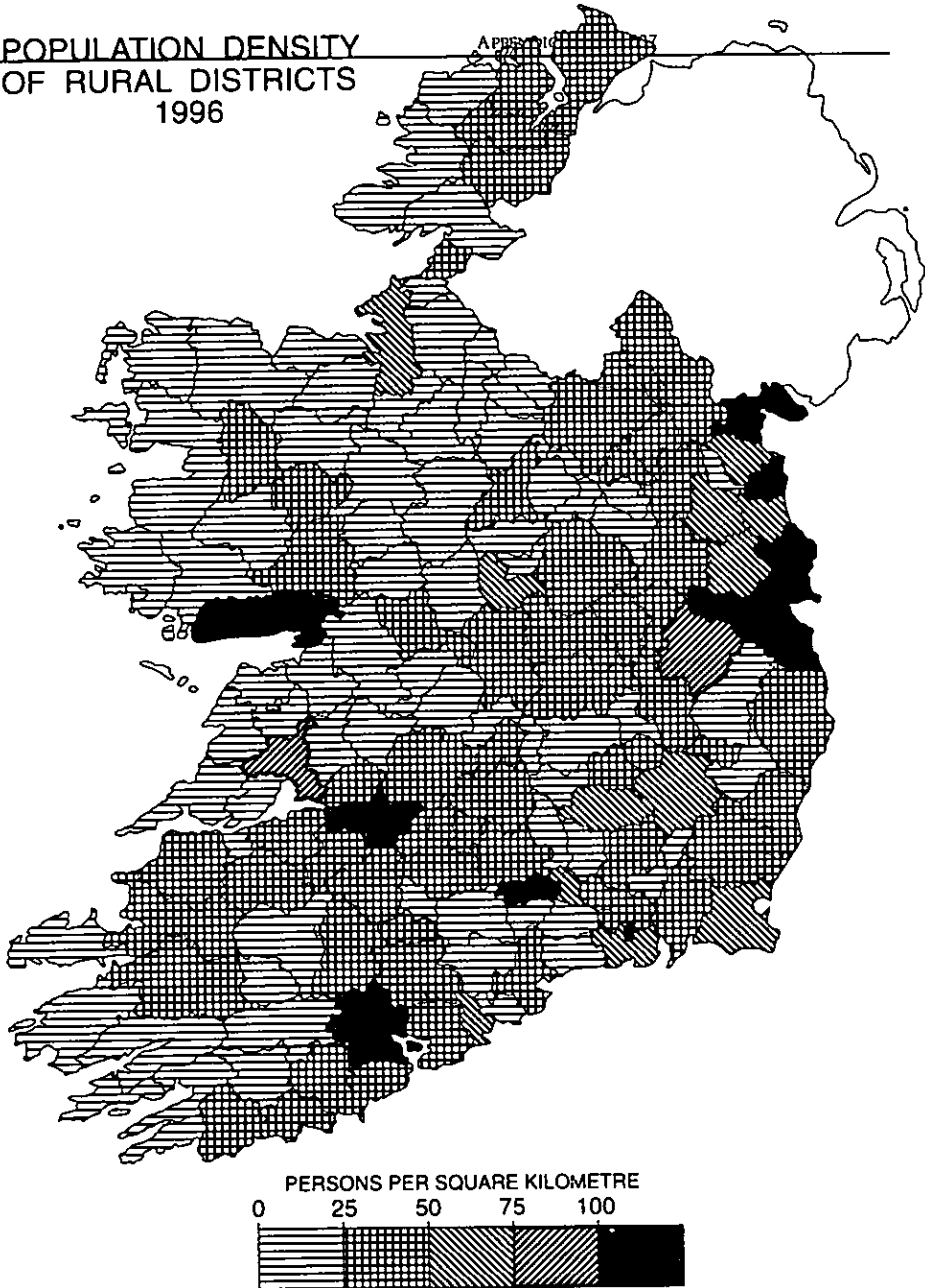 POPULATION DENSITY
OF RURAL DISTRICTS
1996
PERSONS PER SQUARE KILOMETRE
0 25 50 75 100